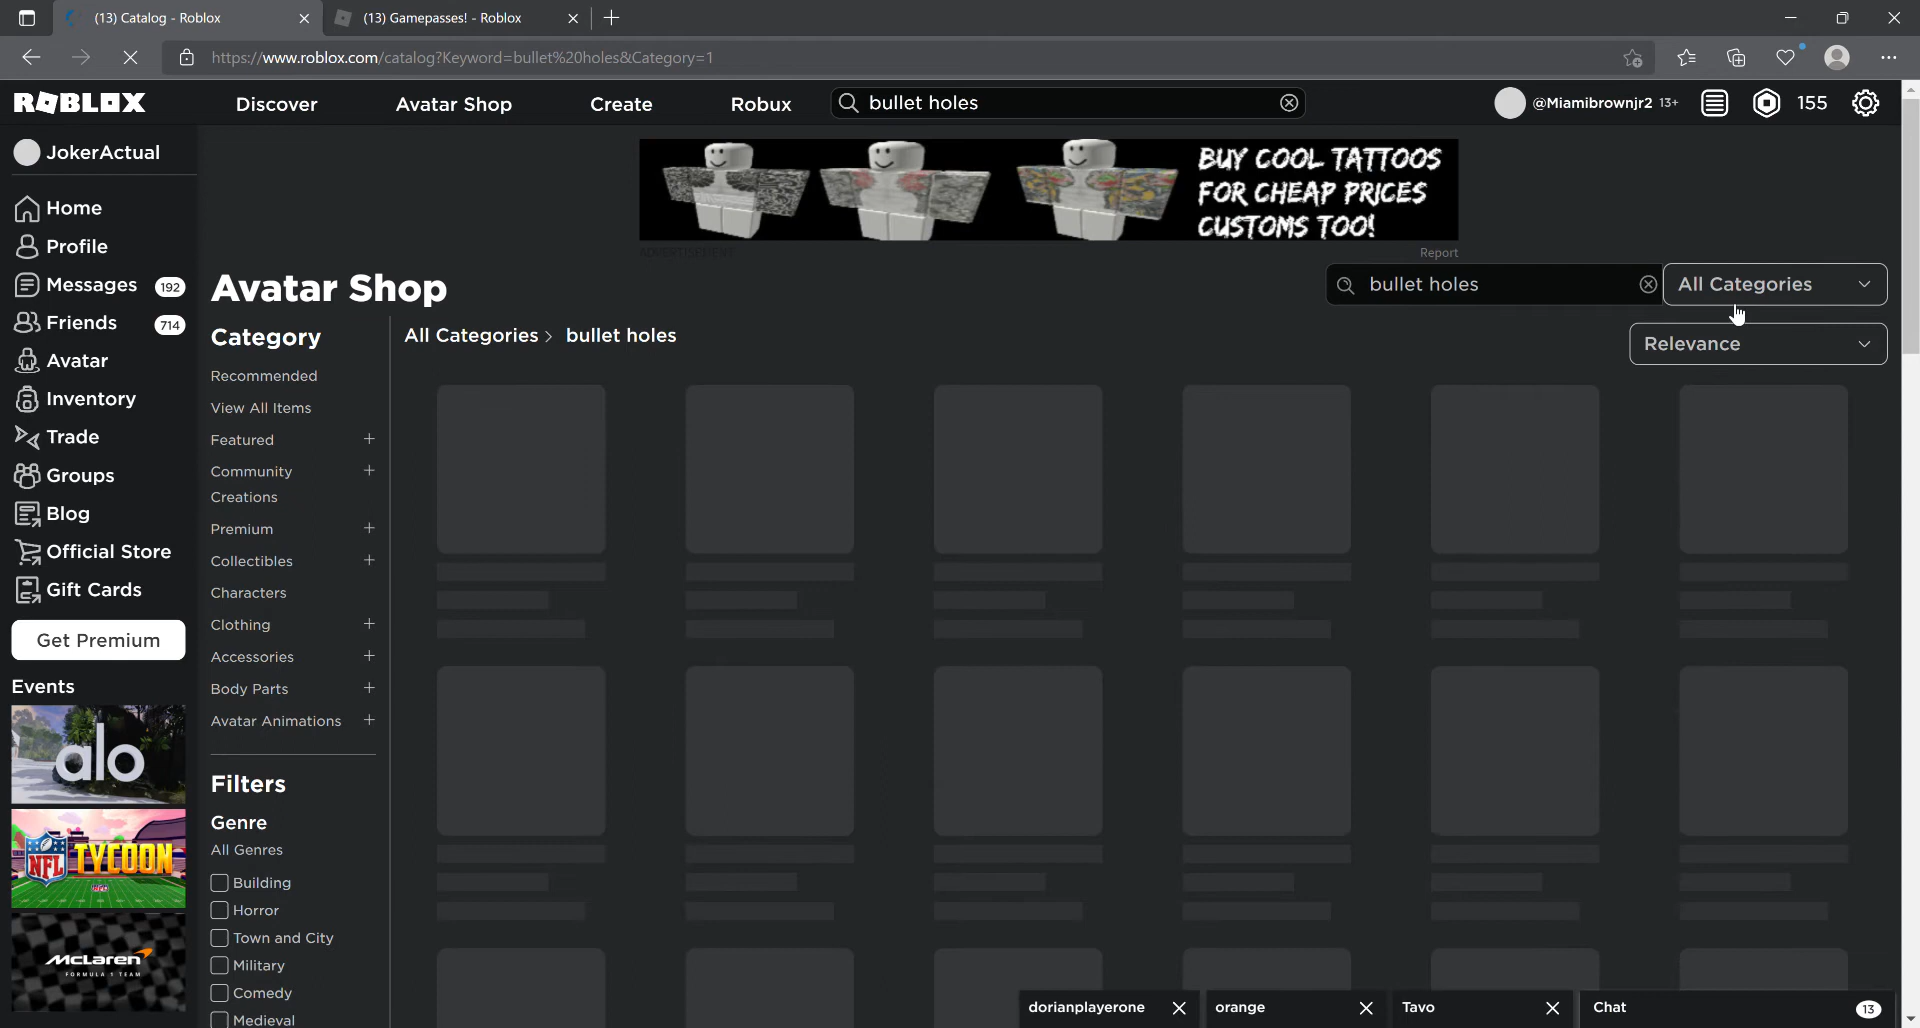 (13) Catalog - Roblox
(13) Gamepasses! - Roblox
https://www.roblox.com/catalog?Keyword=bullet%20holes&Category=1
ROBLOX
Discover
Avatar Shop
Create
Robux
bullet holes
@Miamibrownjr2 13+
155
JokerActual
Home
Profile
Messages 192
Friends 714
Avatar
Inventory
Trade
Groups
Blog
Official Store
Gift Cards
Get Premium
Events
alo
NFL TYCOON
McLaren
FORMULA 1 TEAM
BUY COOL TATTOOS
FOR CHEAP PRICES
CUSTOMS TOO!
ADVERTISEMENT
Report
Avatar Shop
bullet holes
All Categories
Relevance
All Categories > bullet holes
Category
Recommended
View All Items
Featured +
Community +
Creations
Premium +
Collectibles +
Characters
Clothing +
Accessories +
Body Parts +
Avatar Animations +
Filters
Genre
All Genres
Building
Horror
Town and City
Military
Comedy
Medieval
dorianplayerone
orange
Tavo
Chat
13